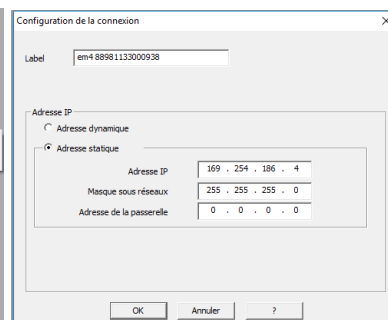 Configuration de la connexion
Label em4 88981133000938
Adresse IP
Adresse dynamique
Adresse statique
Adresse IP 169 . 254 . 186 . 4
Masque sous réseaux 255 . 255 . 255 . 0
Adresse de la passerelle 0 . 0 . 0 . 0
OK Annuler ?